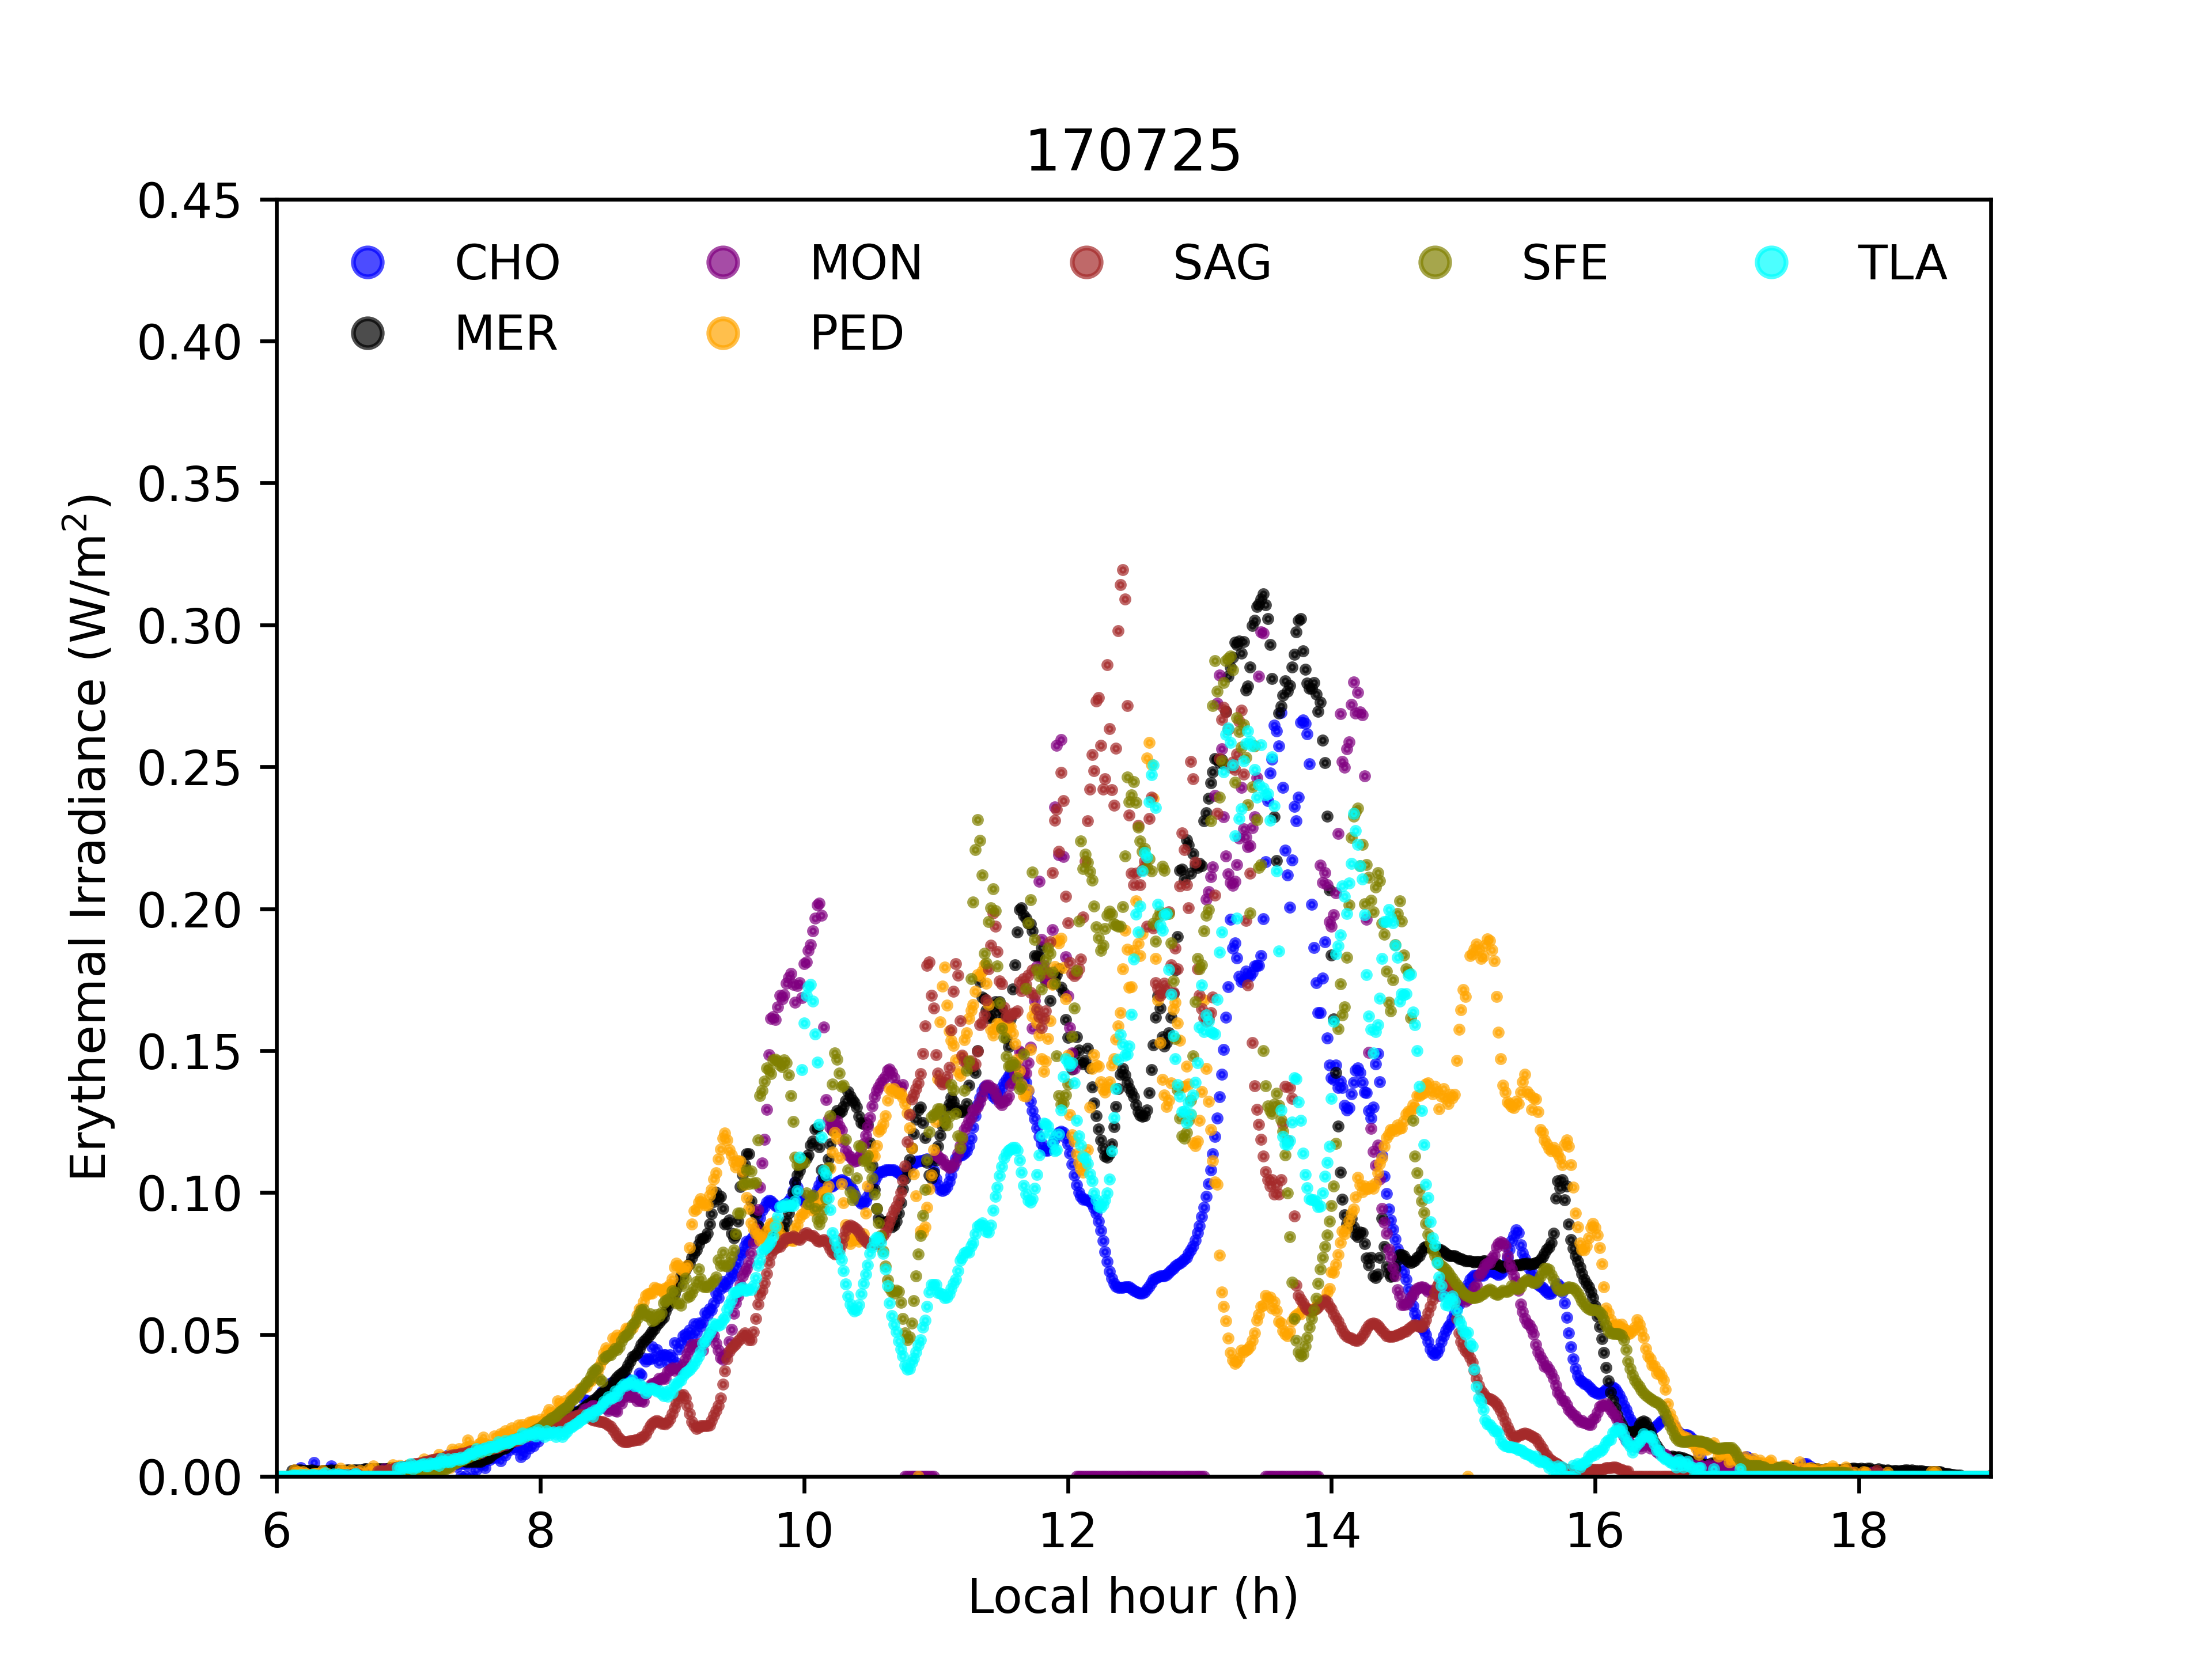 170725
0.45
0.40
0.35
0.30
0.25
0.20
0.15
0.10
0.05
0.00
Erythemal Irradiance (W/m²)
CHO MON SAG SFE TLA
MER PED
6 8 10 12 14 16 18
Local hour (h)